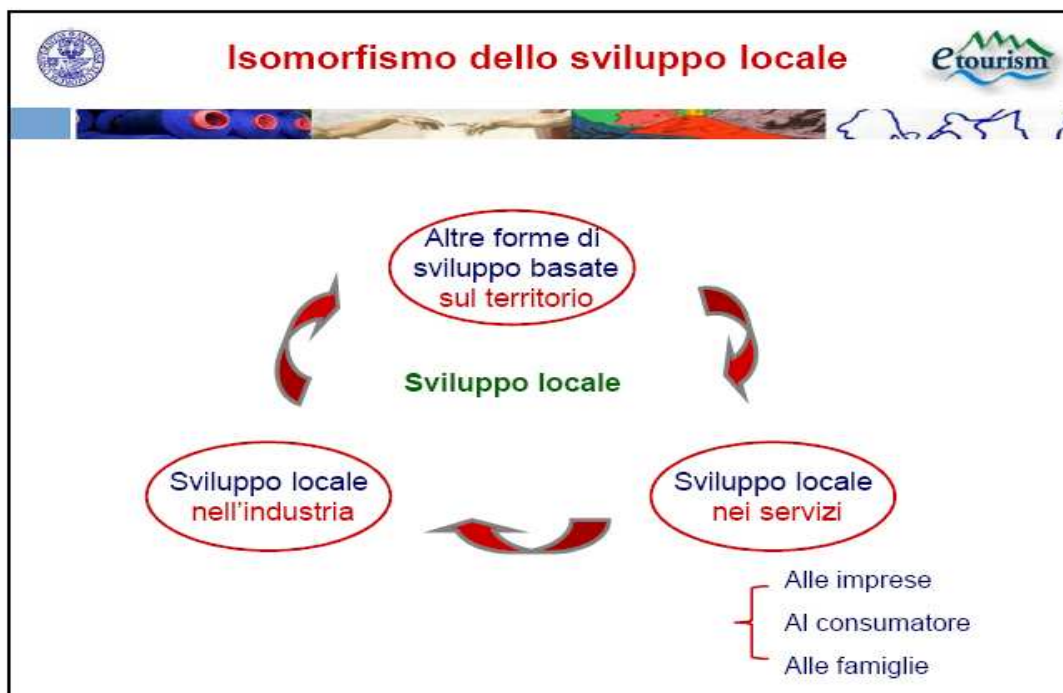 Isomorfismo dello sviluppo locale
etourism
Altre forme di
sviluppo basate
sul territorio
Sviluppo locale
Sviluppo locale
nell'industria
Sviluppo locale
nei servizi
Alle imprese
Al consumatore
Alle famiglie